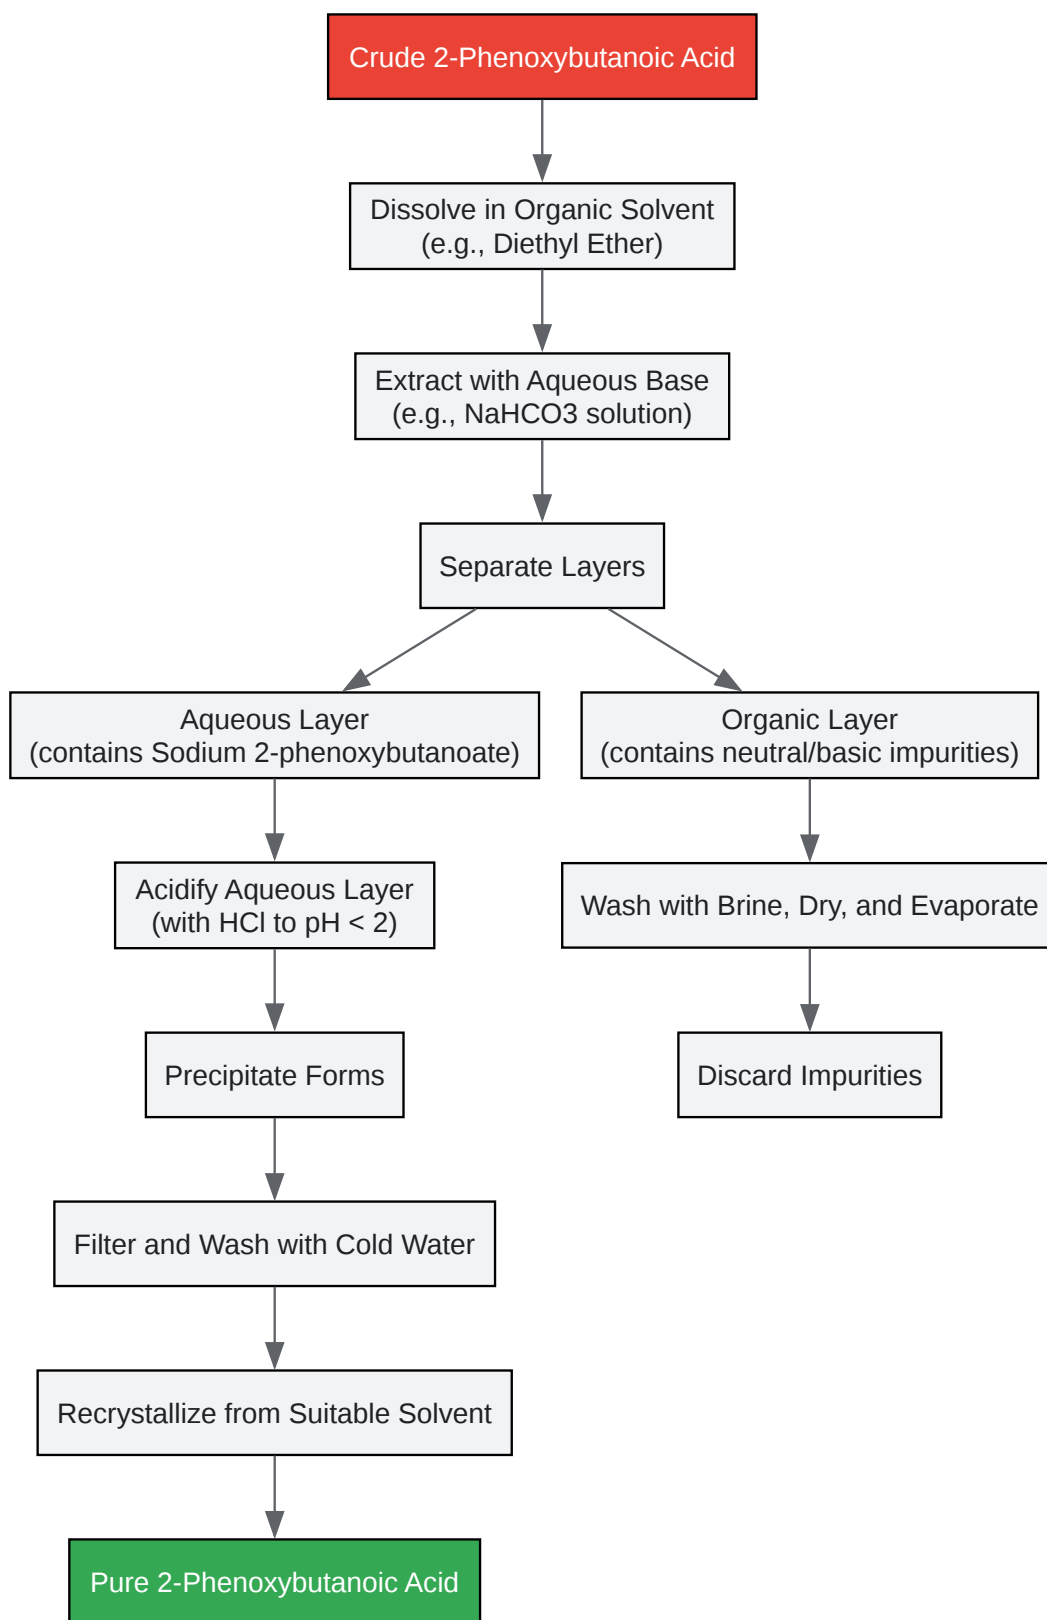 Crude 2-Phenoxybutanoic Acid
Dissolve in Organic Solvent
(e.g., Diethyl Ether)
Extract with Aqueous Base
(e.g., NaHCO3 solution)
Separate Layers
Aqueous Layer
(contains Sodium 2-phenoxybutanoate)
Organic Layer
(contains neutral/basic impurities)
Acidify Aqueous Layer
(with HCl to pH < 2)
Wash with Brine, Dry, and Evaporate
Precipitate Forms
Discard Impurities
Filter and Wash with Cold Water
Recrystallize from Suitable Solvent
Pure 2-Phenoxybutanoic Acid